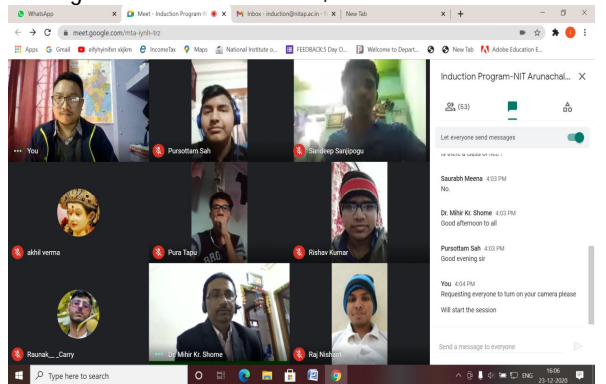 WhatsApp
Meet - Induction Program-N
Inbox - induction@nitap.ac.in -
New Tab
meet.google.com/mta-iynh-trz
Apps
Gmail
eifyhyinifxn xkjkm
IncomeTax
Maps
National Institute o...
FEEDBACK:5 Day O...
Welcome to Depart...
New Tab
Adobe Education E...
You
Pursottam Sah
Sandeep Sanjipogu
akhil verma
Pura Tapu
Rishav Kumar
Raunak__ _Carry
Dr. Mihir Kr. Shome
Raj Nishant
Induction Program-NIT Arunachal...
(53)
Let everyone send messages
Saurabh Meena 4:03 PM
No.
Dr. Mihir Kr. Shome 4:03 PM
Good afternoon to all
Pursottam Sah 4:03 PM
Good evening sir
You 4:04 PM
Requesting everyone to turn on your camera please
Will start the session
Send a message to everyone
Type here to search
ENG
16:06
23-12-2020